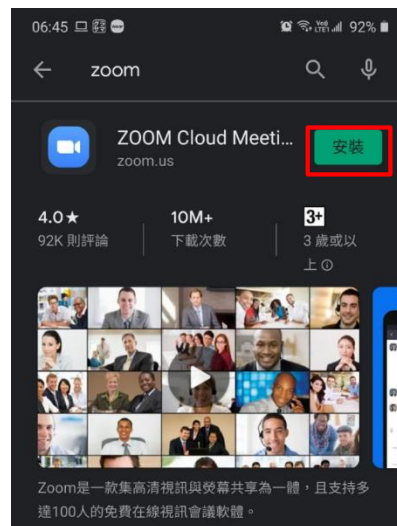 06:45 Voi) 92%
zoom
ZOOM Cloud Meeti...
安裝
zoom.us
4.0★ 10M+ 3+
92K 則評論 下載次數 3 歲或以
上
Zoom是一款集高清視訊與熒幕共享為一體，且支持多
達100人的免費在線視訊會議軟體。